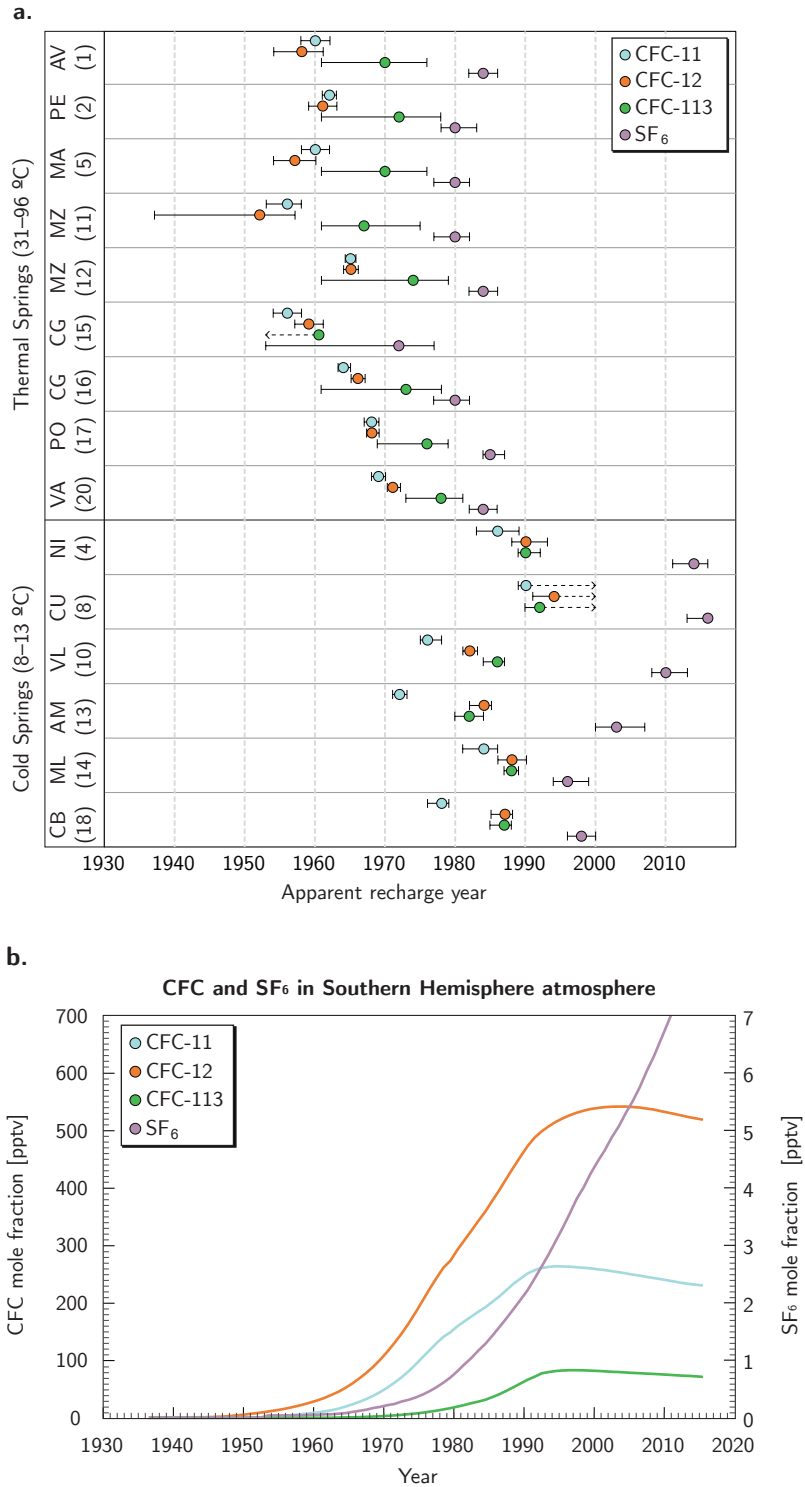 a.
CFC-11
CFC-12
CFC-113
SF6
Thermal Springs (31–96 ºC)
AV
(1)
PE
(2)
MA
(5)
MZ
(11)
MZ
(12)
CG
(15)
CG
(16)
PO
(17)
VA
(20)
Cold Springs (8–13 ºC)
NI
(4)
CU
(8)
VL
(10)
AM
(13)
ML
(14)
CB
(18)
1930 1940 1950 1960 1970 1980 1990 2000 2010
Apparent recharge year
b.
CFC and SF6 in Southern Hemisphere atmosphere
CFC-11
CFC-12
CFC-113
SF6
CFC mole fraction [pptv]
700
600
500
400
300
200
100
0
SF6 mole fraction [pptv]
7
6
5
4
3
2
1
0
1930 1940 1950 1960 1970 1980 1990 2000 2010 2020
Year